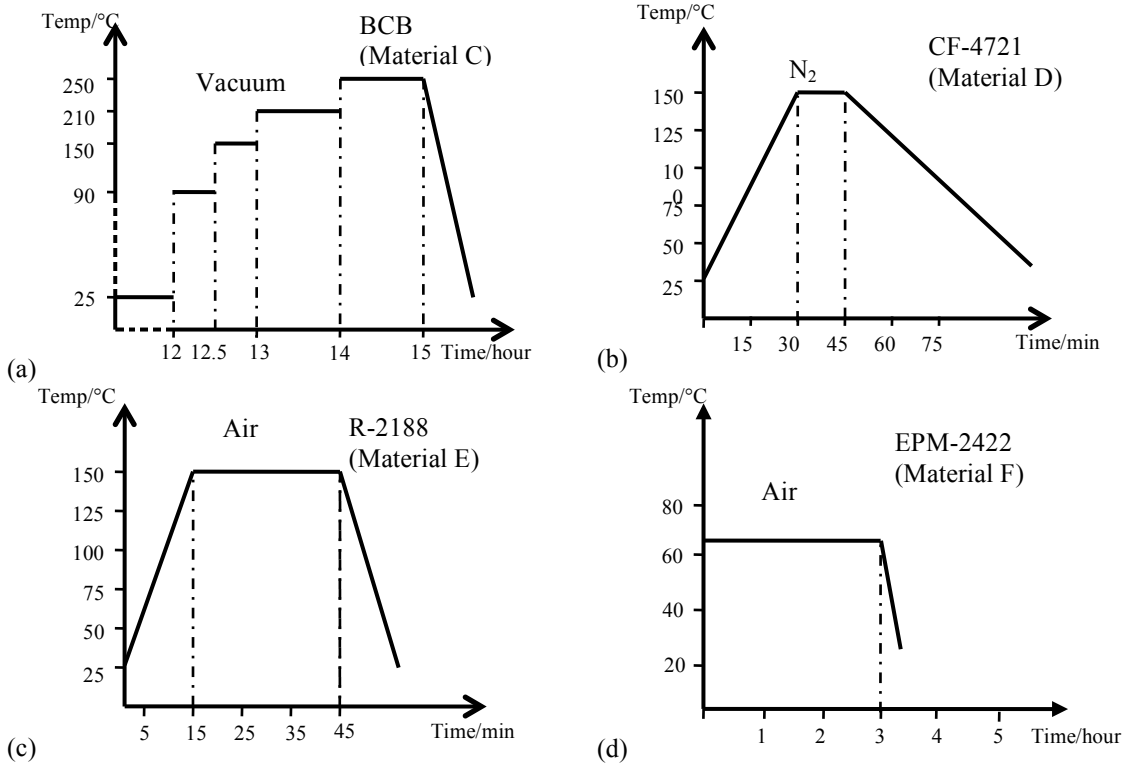 Temp/°C
BCB
(Material C)
Vacuum
250
210
150
90
25
12 12.5 13 14 15 Time/hour
(a)
Temp/°C
CF-4721
(Material D)
N2
150
125
10
0
75
50
25
15 30 45 60 75 Time/min
(b)
Temp/°C
Air
R-2188
(Material E)
150
125
100
75
50
25
5 15 25 35 45 Time/min
(c)
Temp/°C
EPM-2422
(Material F)
Air
80
60
40
20
1 2 3 4 5 Time/hour
(d)